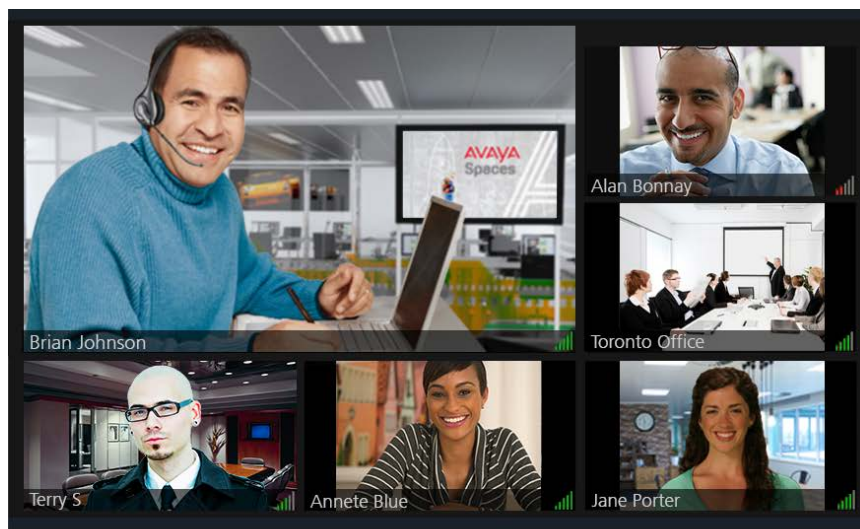 AVAYA
Spaces
Brian Johnson
Alan Bonnay
Toronto Office
Terry S
Annete Blue
Jane Porter